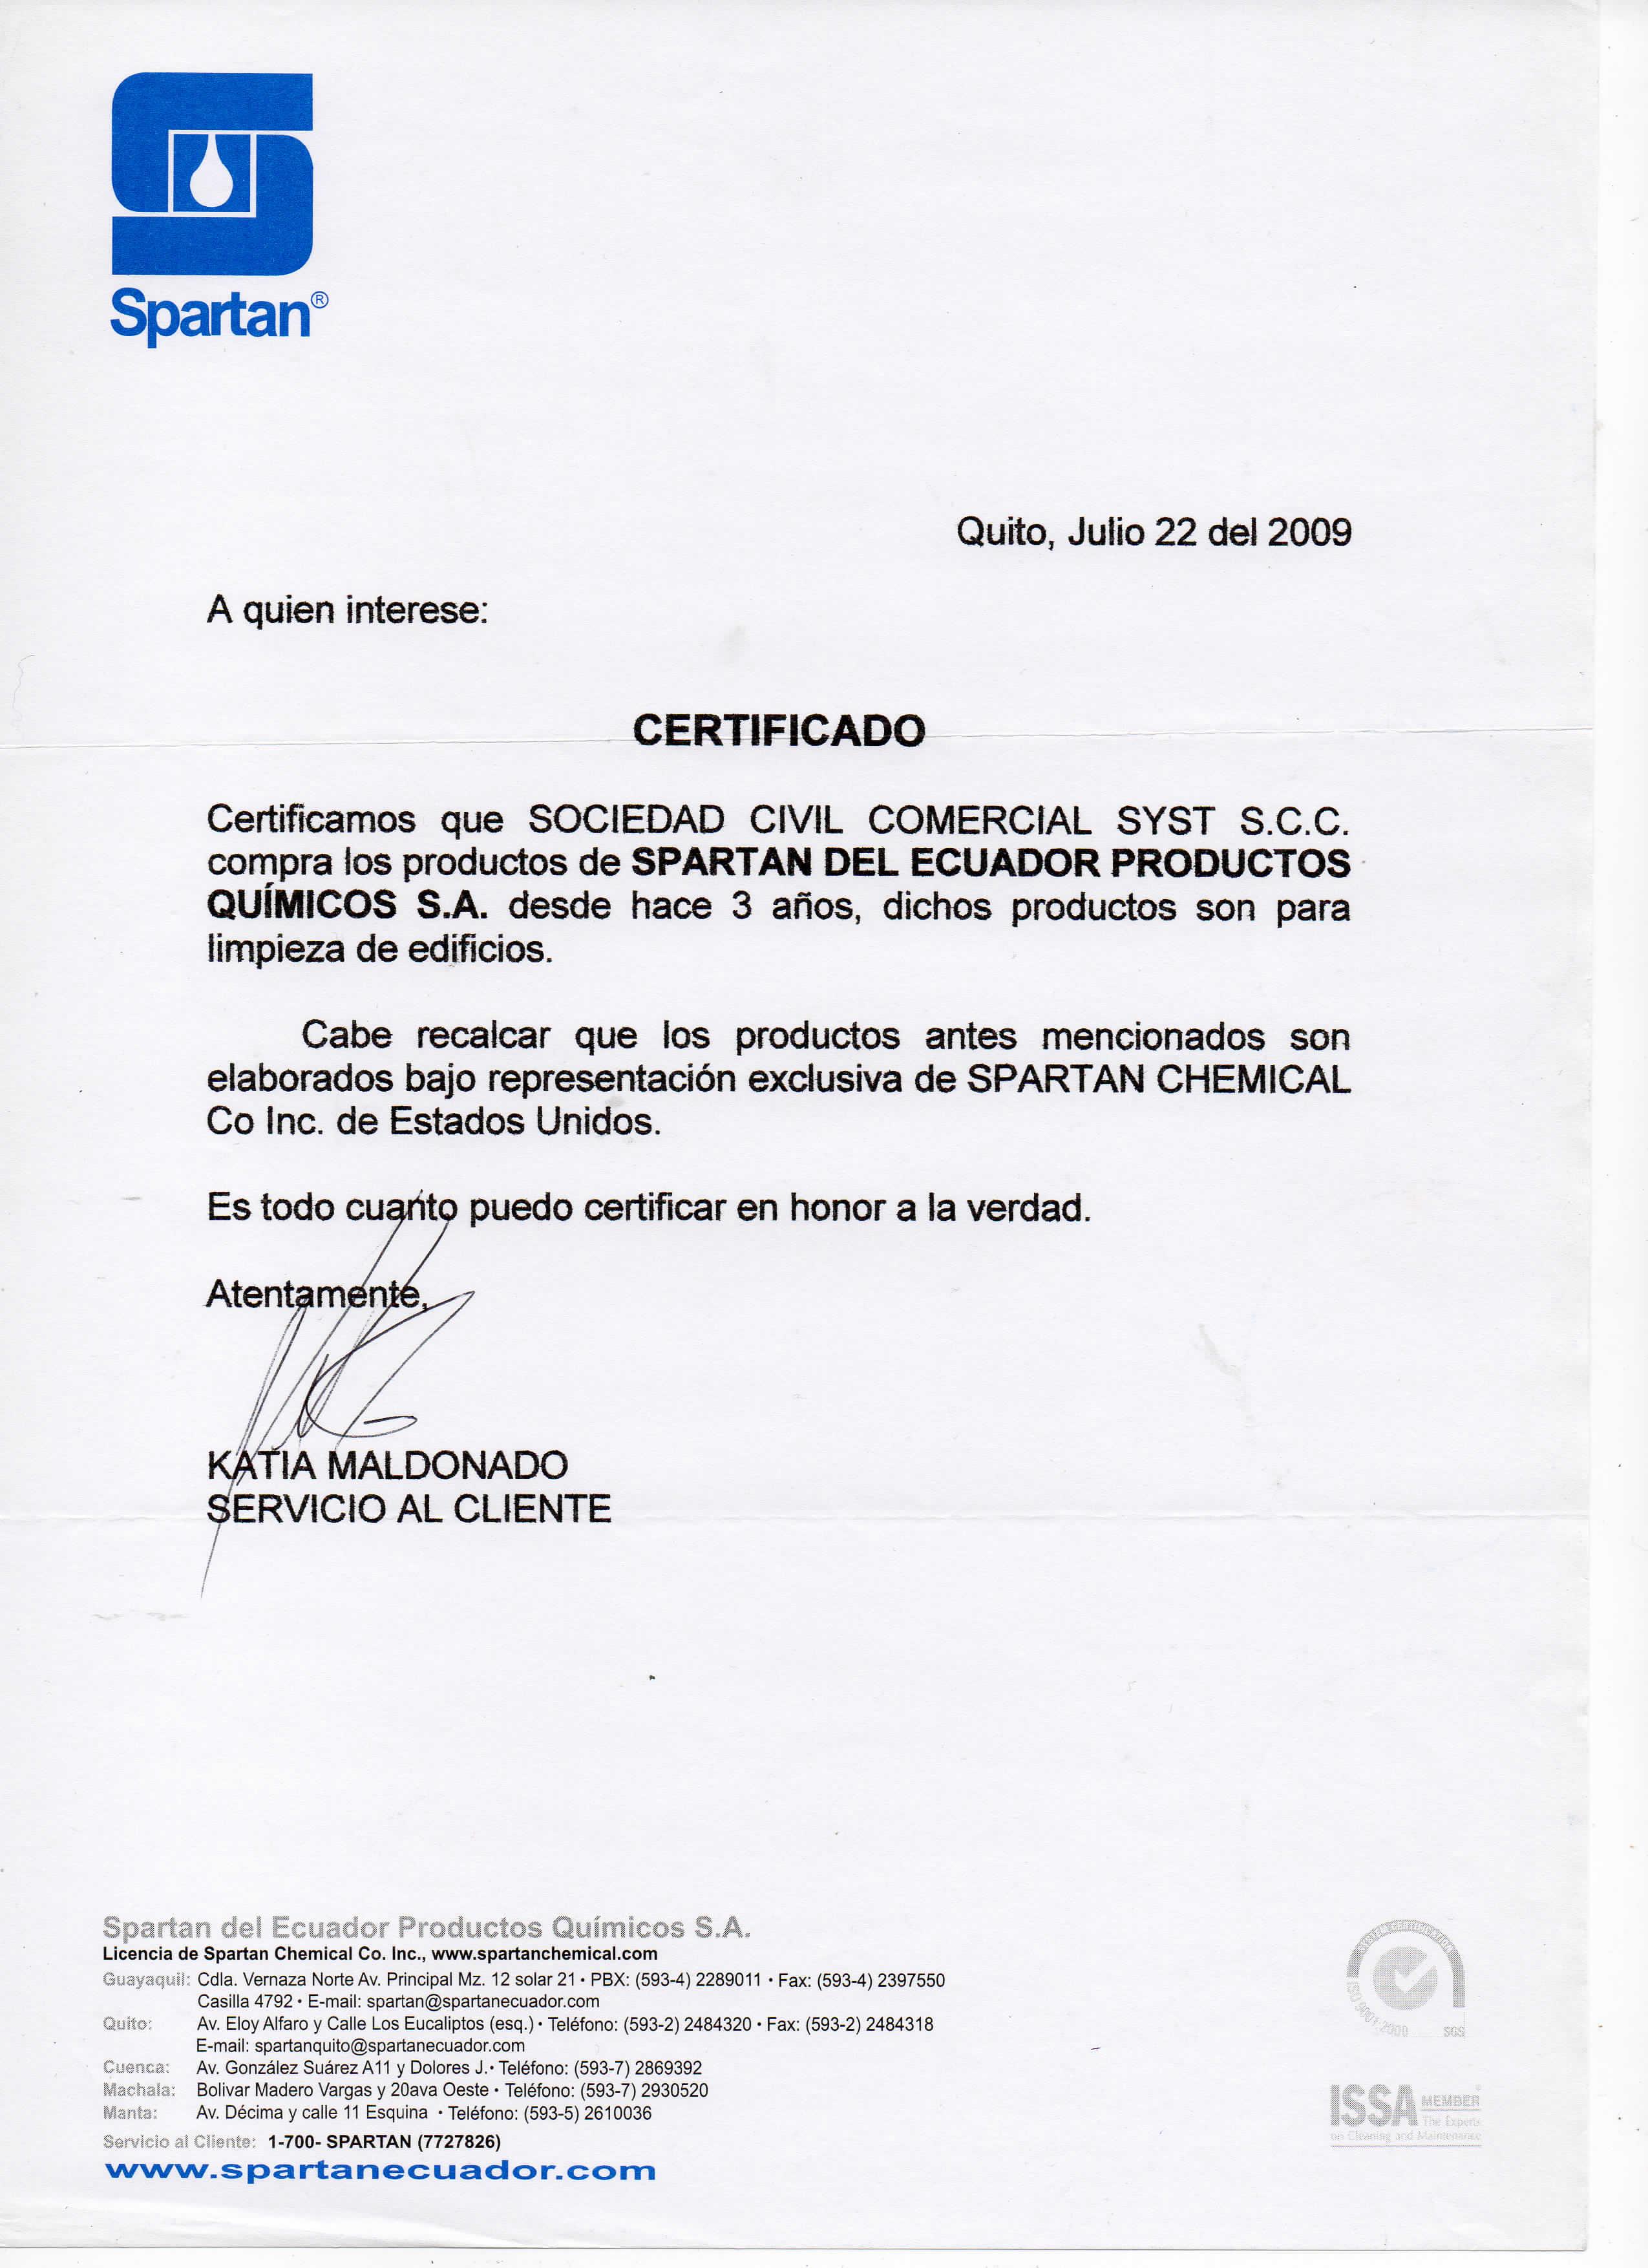 Spartan®
Quito, Julio 22 del 2009
A quien interese:
CERTIFICADO
Certificamos que SOCIEDAD CIVIL COMERCIAL SYST S.C.C.
compra los productos de SPARTAN DEL ECUADOR PRODUCTOS
QUÍMICOS S.A. desde hace 3 años, dichos productos son para
limpieza de edificios.
Cabe recalcar que los productos antes mencionados son
elaborados bajo representación exclusiva de SPARTAN CHEMICAL
Co Inc. de Estados Unidos.
Es todo cuanto puedo certificar en honor a la verdad.
Atentamente,
KATIA MALDONADO
SERVICIO AL CLIENTE
Spartan del Ecuador Productos Químicos S.A.
Licencia de Spartan Chemical Co. Inc., www.spartanchemical.com
Guayaquil: Cdla. Vernaza Norte Av. Principal Mz. 12 solar 21 • PBX: (593-4) 2289011 • Fax: (593-4) 2397550
Casilla 4792 • E-mail: spartan@spartanecuador.com
Quito: Av. Eloy Alfaro y Calle Los Eucaliptos (esq.) • Teléfono: (593-2) 2484320 • Fax: (593-2) 2484318
E-mail: spartanquito@spartanecuador.com
Cuenca: Av. González Suárez A11 y Dolores J. • Teléfono: (593-7) 2869392
Machala: Bolivar Madero Vargas y 20ava Oeste • Teléfono: (593-7) 2930520
Manta: Av. Décima y calle 11 Esquina • Teléfono: (593-5) 2610036
Servicio al Cliente: 1-700- SPARTAN (7727826)
www.spartanecuador.com
SYSTEM CERTIFICATION
ISO 9001:2000
SGS
ISSA MEMBER
The Experts
on Cleaning and Maintenance